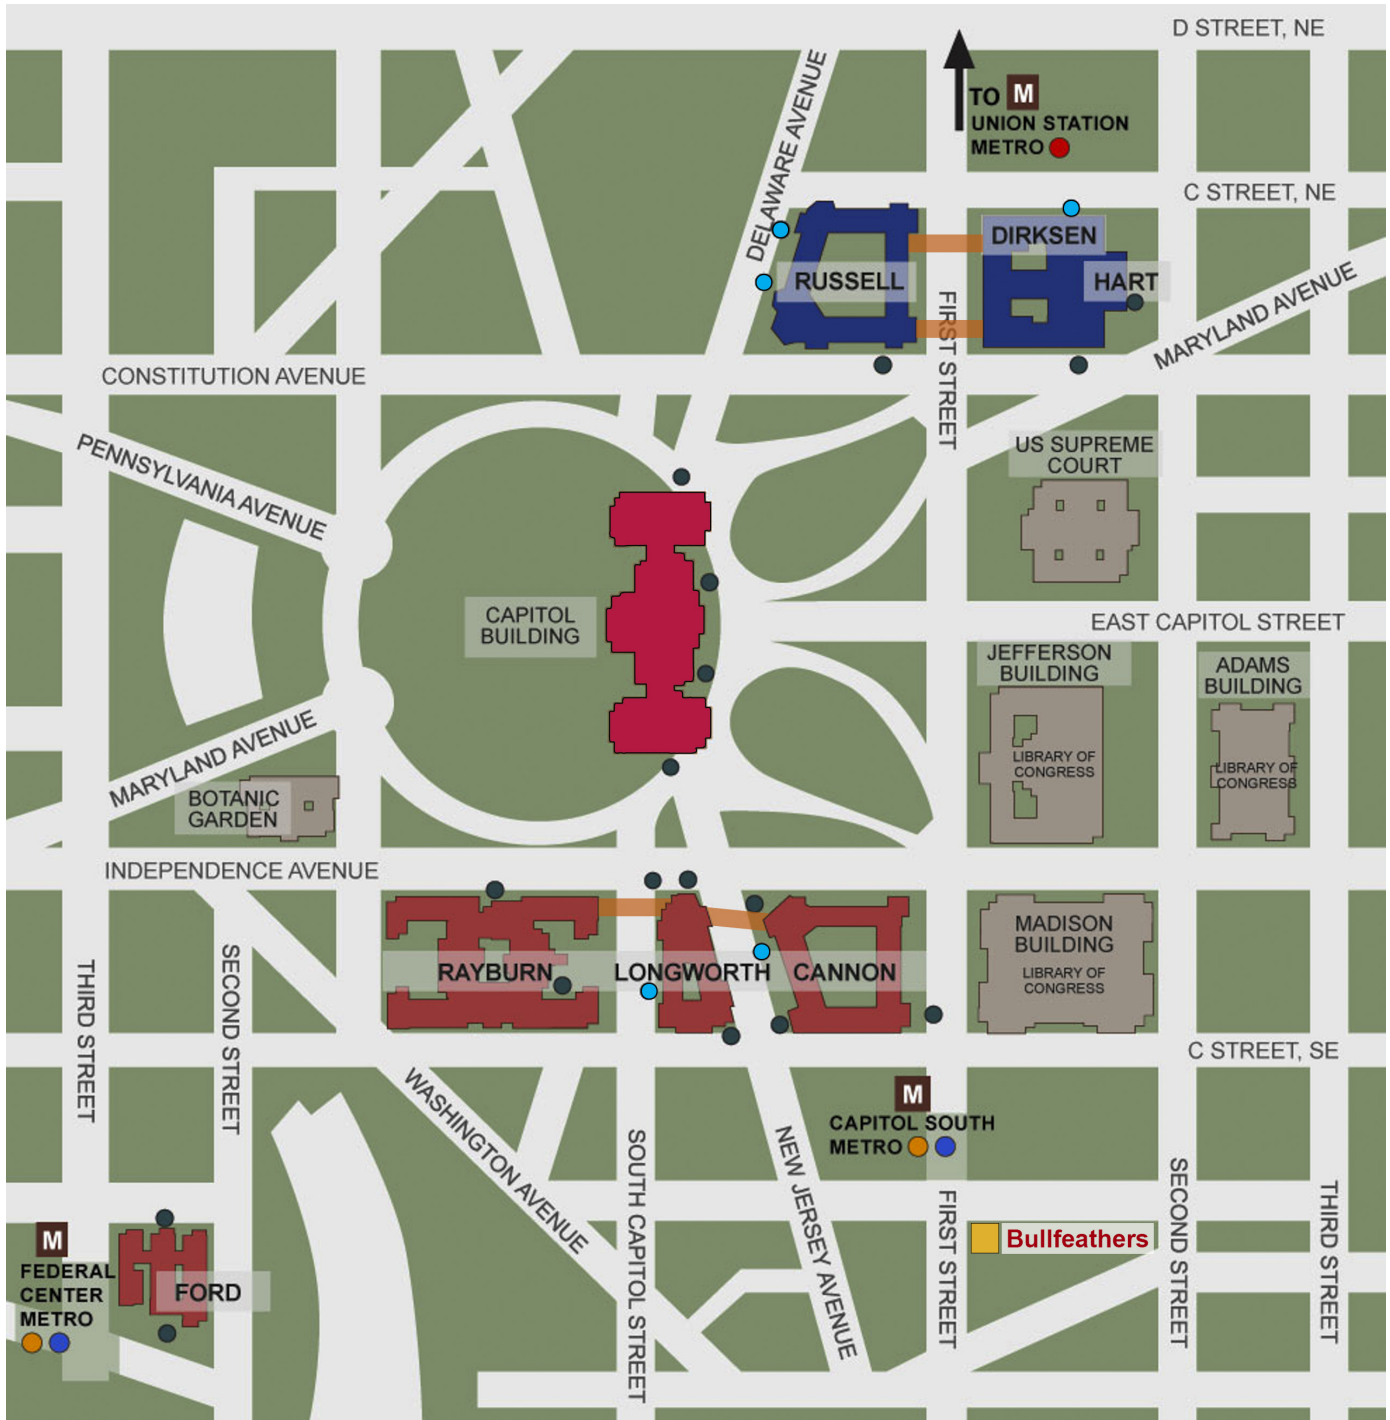 D STREET, NE
TO M
UNION STATION
METRO
DELAWARE AVENUE
C STREET, NE
DIRKSEN
RUSSELL
HART
MARYLAND AVENUE
FIRST STREET
CONSTITUTION AVENUE
PENNSYLVANIA AVENUE
US SUPREME
COURT
CAPITOL
BUILDING
EAST CAPITOL STREET
JEFFERSON
BUILDING
LIBRARY OF
CONGRESS
ADAMS
BUILDING
LIBRARY OF
CONGRESS
MARYLAND AVENUE
BOTANIC
GARDEN
INDEPENDENCE AVENUE
RAYBURN
LONGWORTH
CANNON
MADISON
BUILDING
LIBRARY OF
CONGRESS
THIRD STREET
SECOND STREET
C STREET, SE
WASHINGTON AVENUE
M
CAPITOL SOUTH
METRO
SOUTH CAPITOL STREET
NEW JERSEY AVENUE
FIRST STREET
SECOND STREET
THIRD STREET
Bullfeathers
M
FEDERAL
CENTER
METRO
FORD